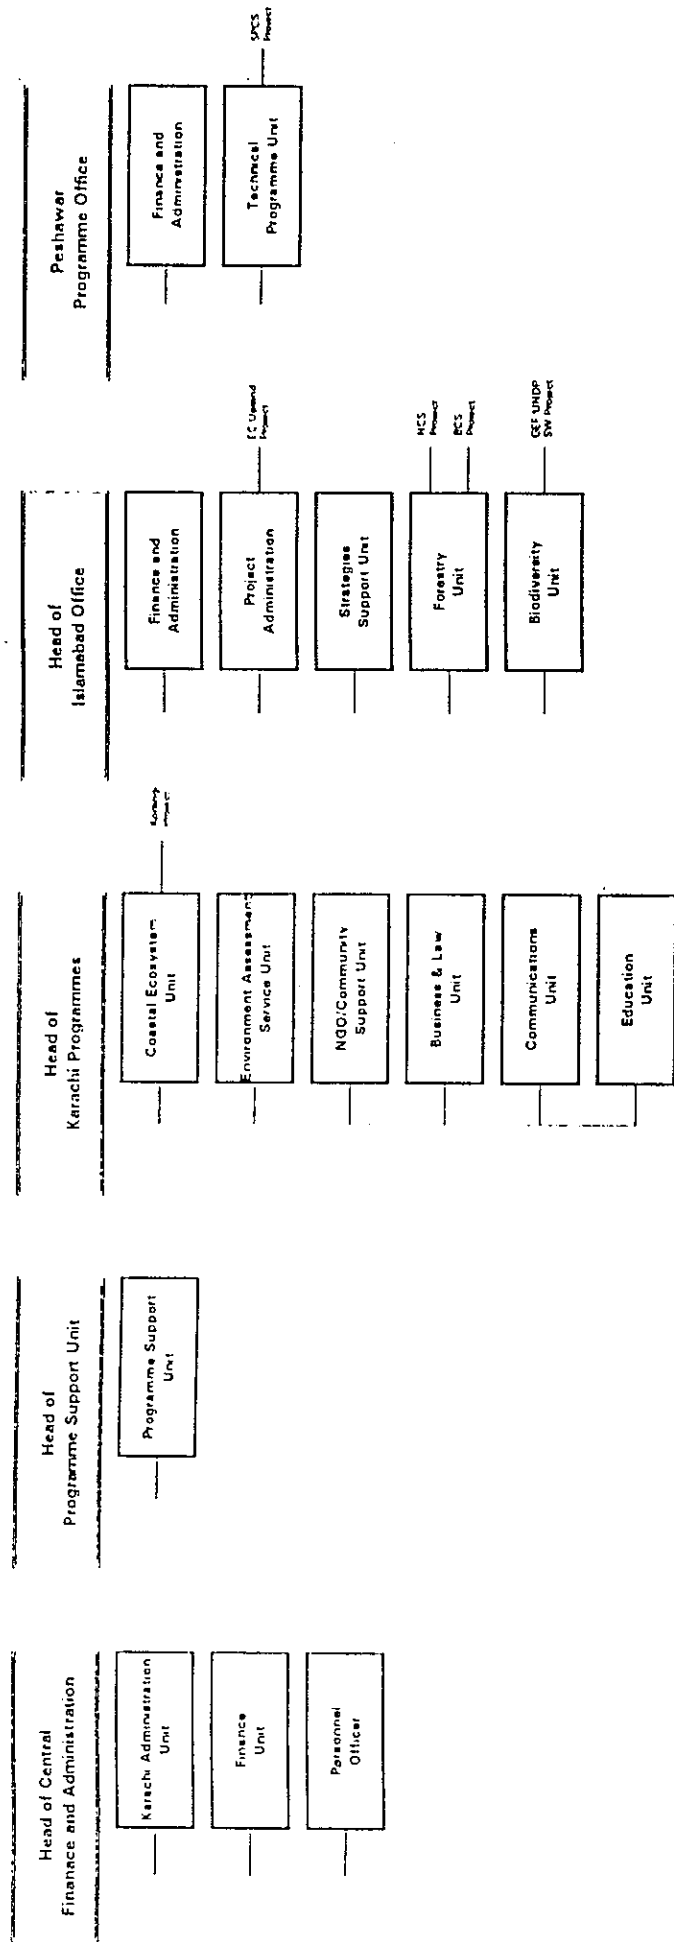 Head of Central
Finanace and Administration
Karachi Administration
Unit
Finance
Unit
Personnel
Officer
Head of
Programme Support Unit
Programme Support
Unit
Head of
Karachi Programmes
Coastal Ecosystem
Unit
Project
Environment Assessment
Service Unit
NGO/Community
Support Unit
Business & Law
Unit
Communications
Unit
Education
Unit
Head of
Islamabad Office
Finance and
Administration
Project
Administration
Project
Strategies
Support Unit
Forestry
Unit
Project
BCS
Project
Biodiversity
Unit
GEF UNDP
SW Project
Peshawar
Programme Office
Finance and
Administration
Technical
Programme Unit
SPCS
Project